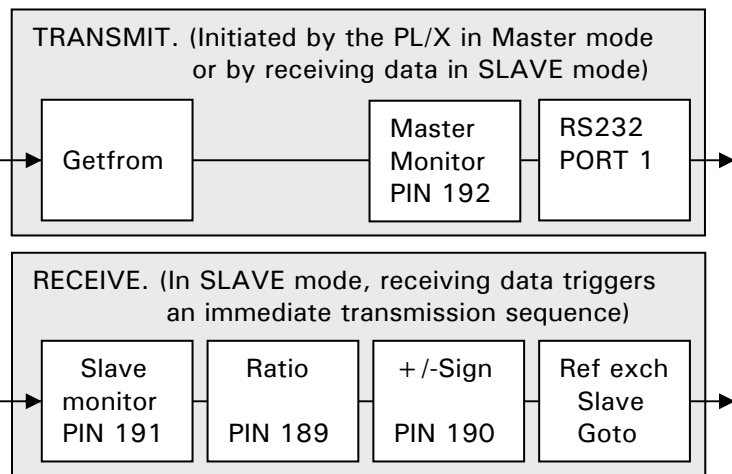 TRANSMIT. (Initiated by the PL/X in Master mode
or by receiving data in SLAVE mode)
Getfrom
Master
Monitor
PIN 192
RS232
PORT 1
RECEIVE. (In SLAVE mode, receiving data triggers
an immediate transmission sequence)
Slave
monitor
PIN 191
Ratio
PIN 189
+/-Sign
PIN 190
Ref exch
Slave
Goto